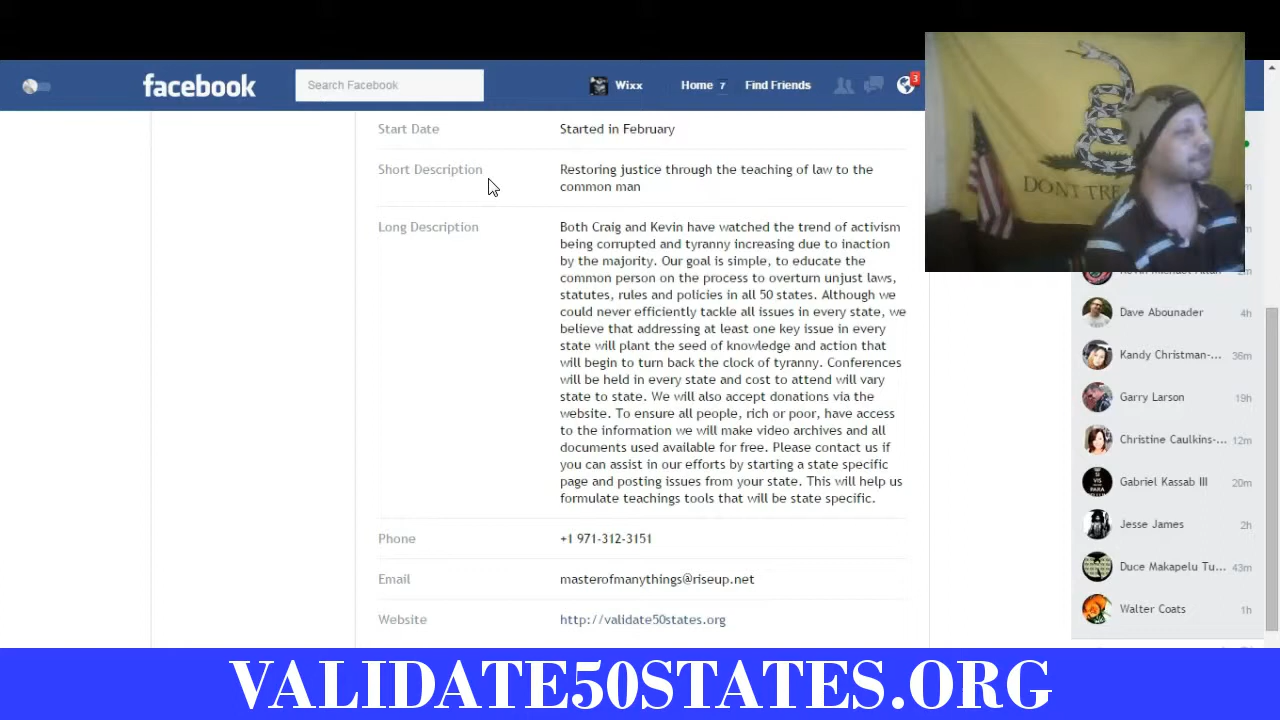 facebook
Search Facebook
Wixx
Home 7
Find Friends
3
DONT TRE
Start Date
Started in February
Short Description
Restoring justice through the teaching of law to the
common man
Long Description
Both Craig and Kevin have watched the trend of activism
being corrupted and tyranny increasing due to inaction
by the majority. Our goal is simple, to educate the
common person on the process to overturn unjust laws,
statutes, rules and policies in all 50 states. Although we
could never efficiently tackle all issues in every state, we
believe that addressing at least one key issue in every
state will plant the seed of knowledge and action that
will begin to turn back the clock of tyranny. Conferences
will be held in every state and cost to attend will vary
state to state. We will also accept donations via the
website. To ensure all people, rich or poor, have access
to the information we will make video archives and all
documents used available for free. Please contact us if
you can assist in our efforts by starting a state specific
page and posting issues from your state. This will help us
formulate teachings tools that will be state specific.
Phone
+1 971-312-3151
Email
masterofmanythings@riseup.net
Website
http://validate50states.org
Dave Abounader 4h
Kandy Christman-... 36m
Garry Larson 19h
Christine Caulkins-... 12m
Gabriel Kassab III 20m
Jesse James 2h
Duce Makapelu Tu... 43m
Walter Coats 1h
VALIDATE50STATES.ORG